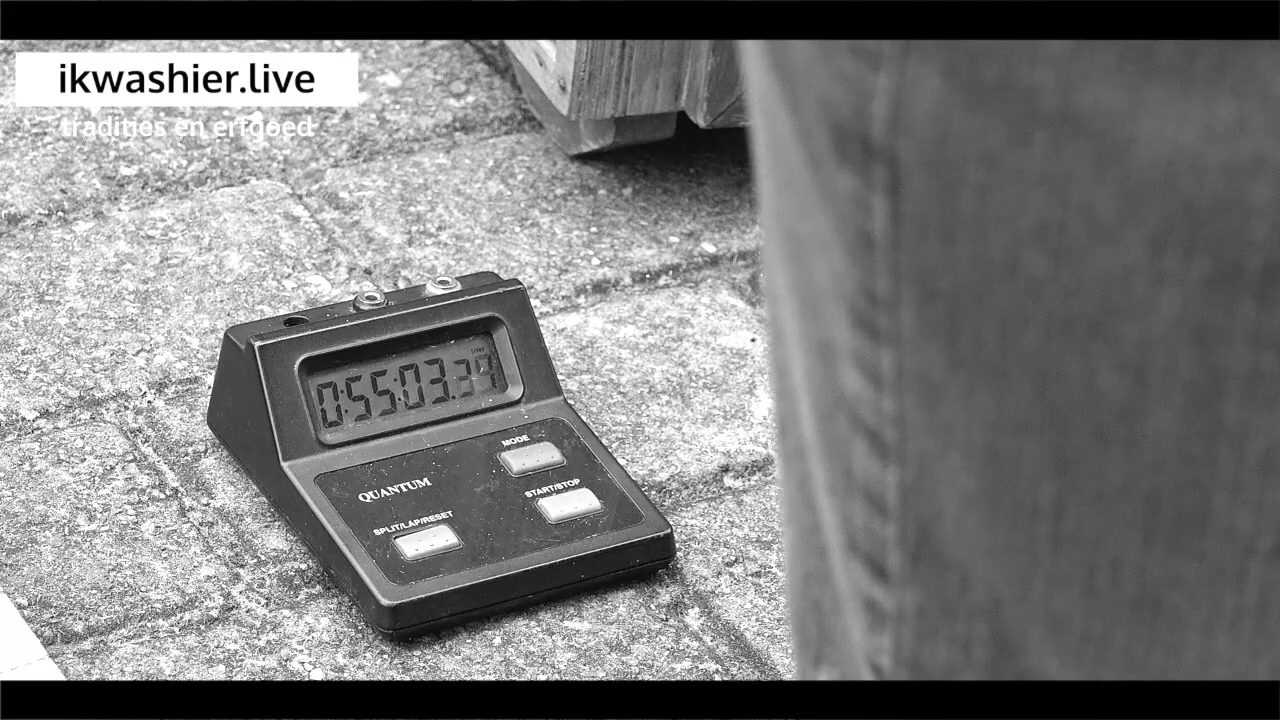 ikwashier.live
tradities en erfgoed
0:55:03.39
MODE
QUANTUM
START/STOP
SPLIT/LAP/RESET